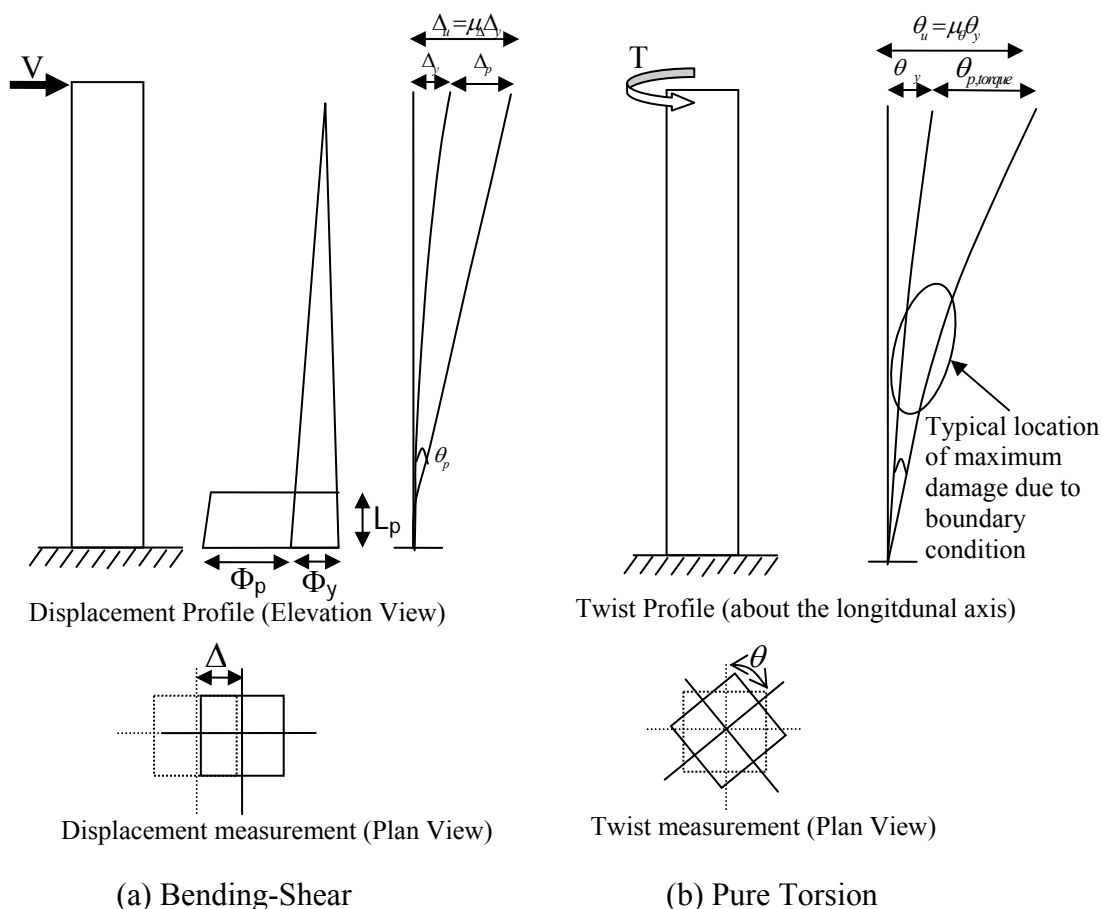 Δu=μΔΔy
Δy Δp
V
θp
Lp
Φp Φy
Displacement Profile (Elevation View)
Δ
Displacement measurement (Plan View)
(a) Bending-Shear
θu=μθθy
θy θp,torque
T
Typical location
of maximum
damage due to
boundary
condition
Twist Profile (about the longitdunal axis)
θ
Twist measurement (Plan View)
(b) Pure Torsion